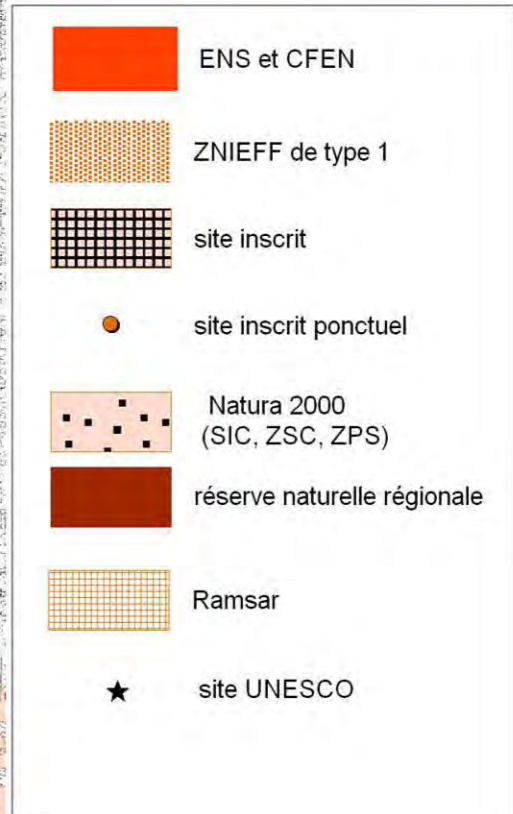 ENS et CFEN
ZNIEFF de type 1
site inscrit
site inscrit ponctuel
Natura 2000
(SIC, ZSC, ZPS)
réserve naturelle régionale
Ramsar
site UNESCO